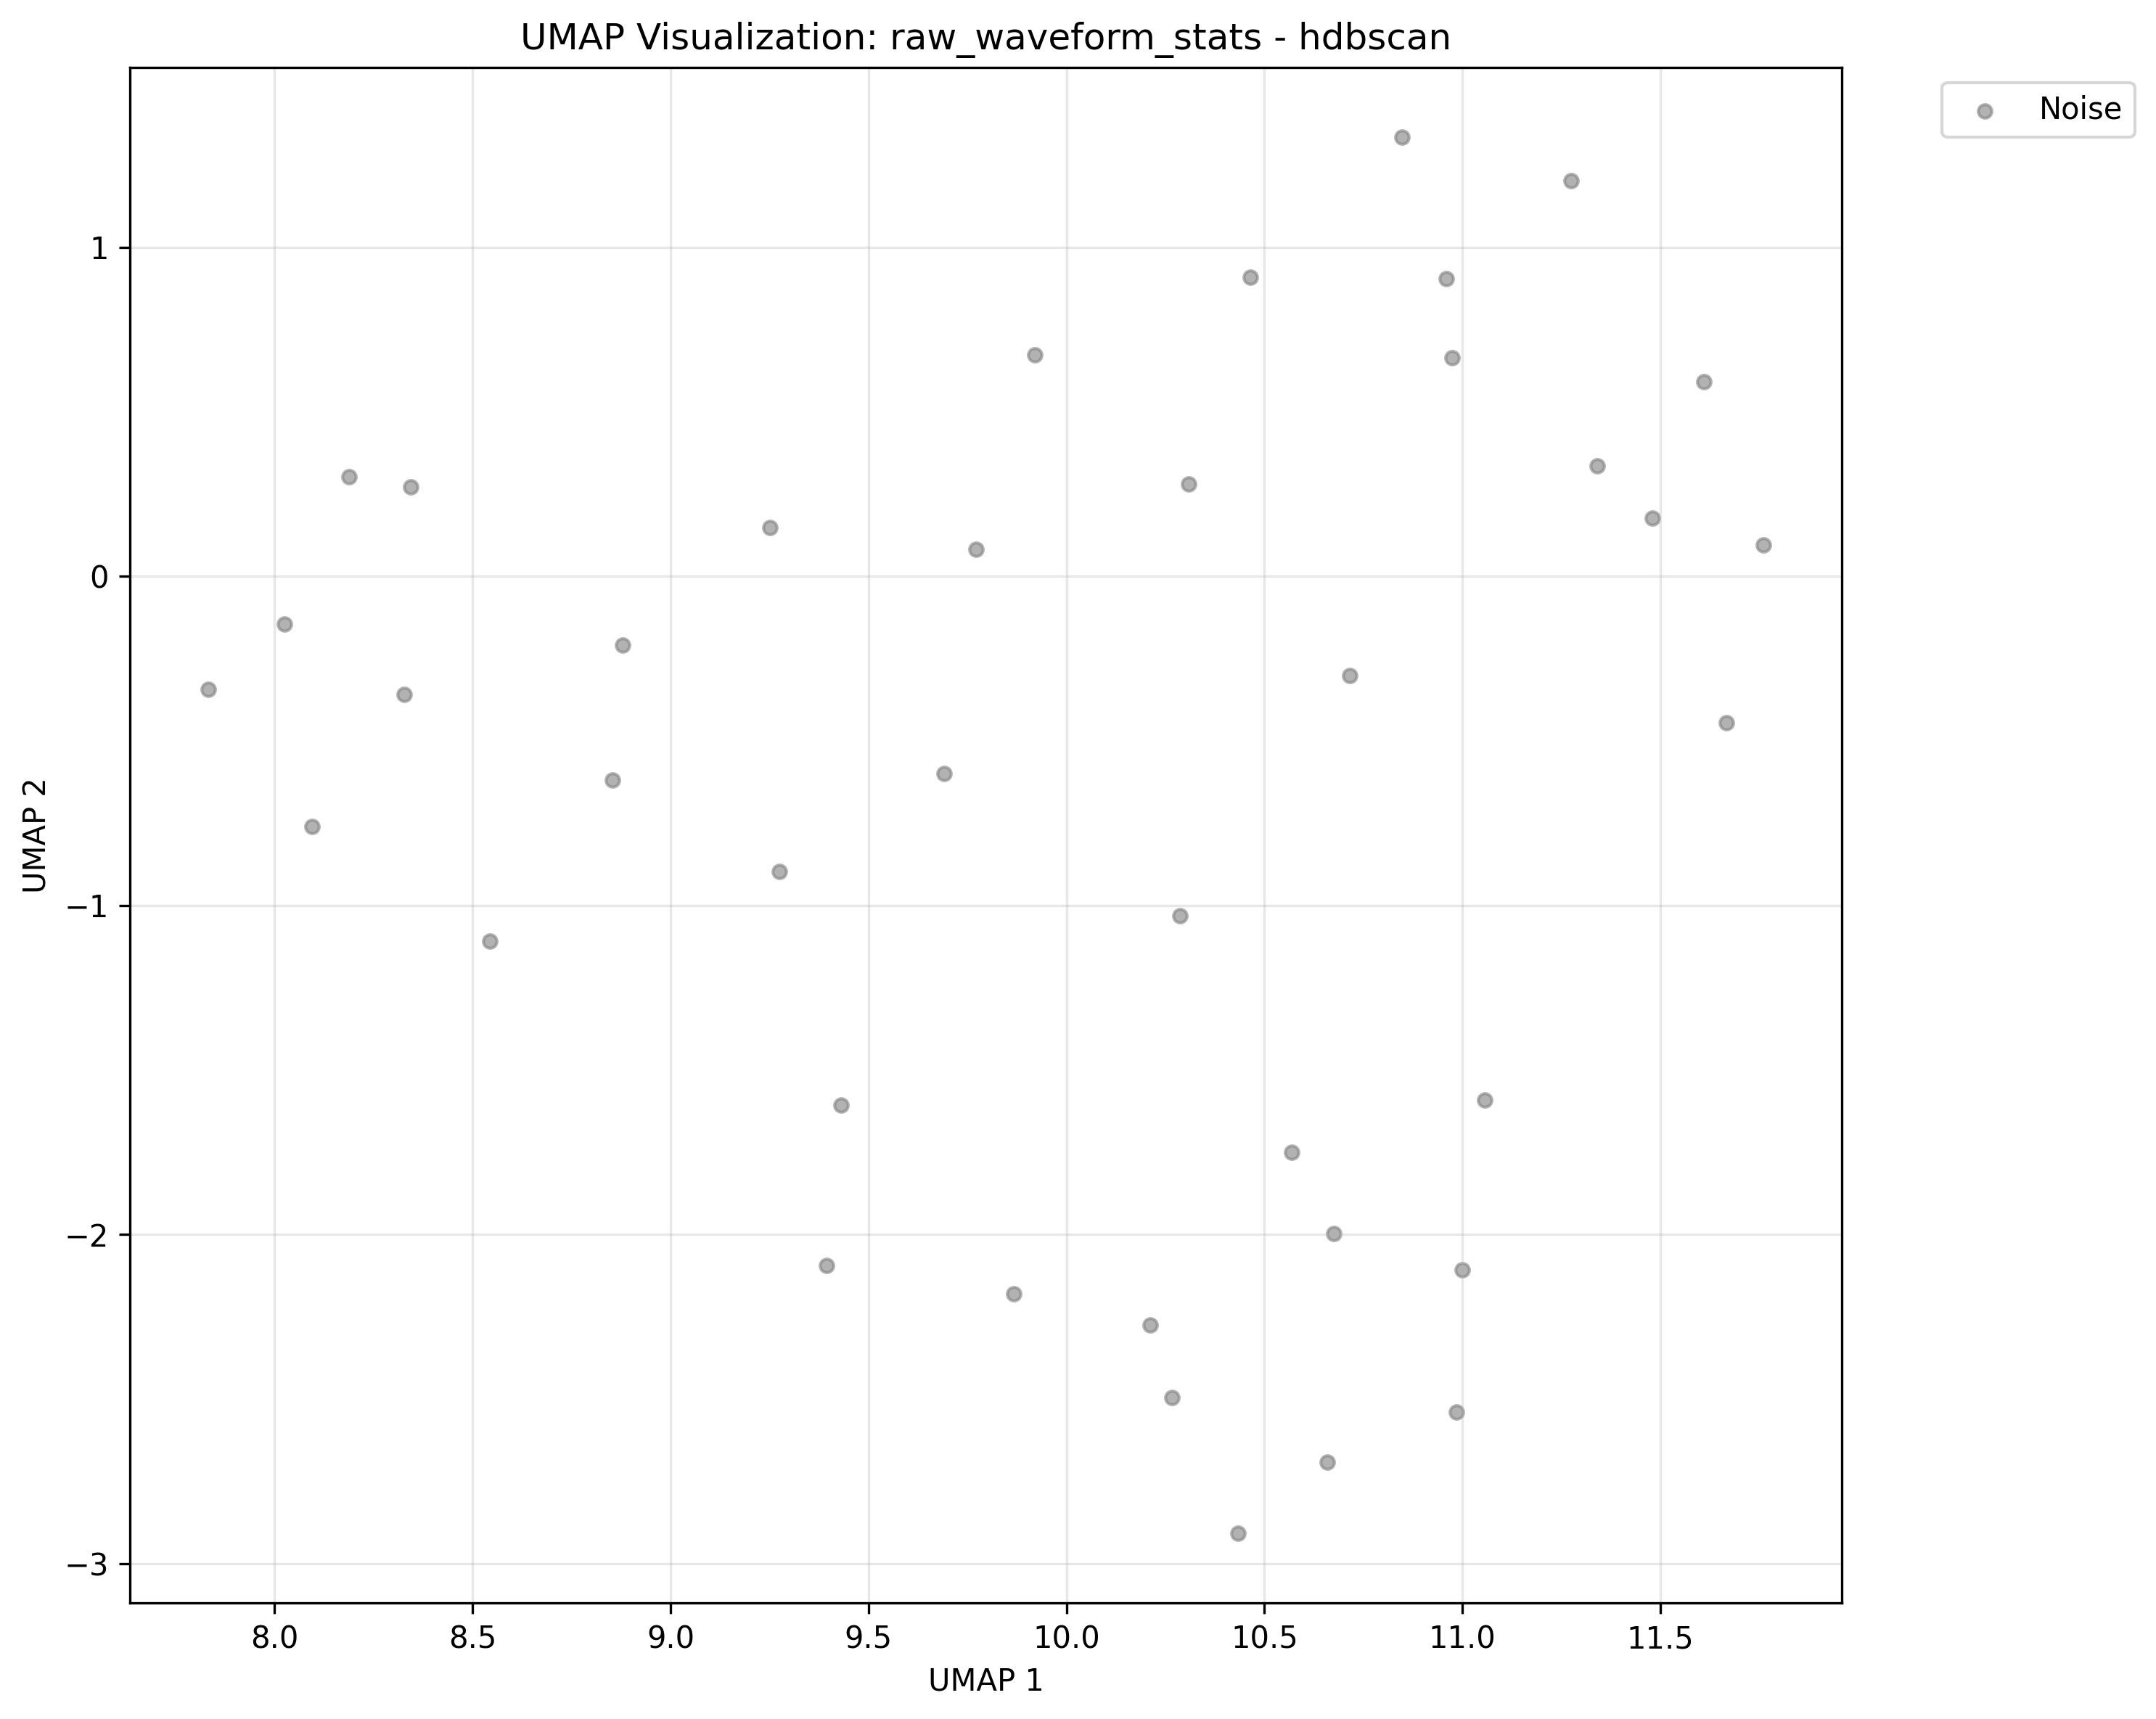 UMAP Visualization: raw_waveform_stats - hdbscan
Noise
1
0
−1
−2
−3
UMAP 2
8.0 8.5 9.0 9.5 10.0 10.5 11.0 11.5
UMAP 1